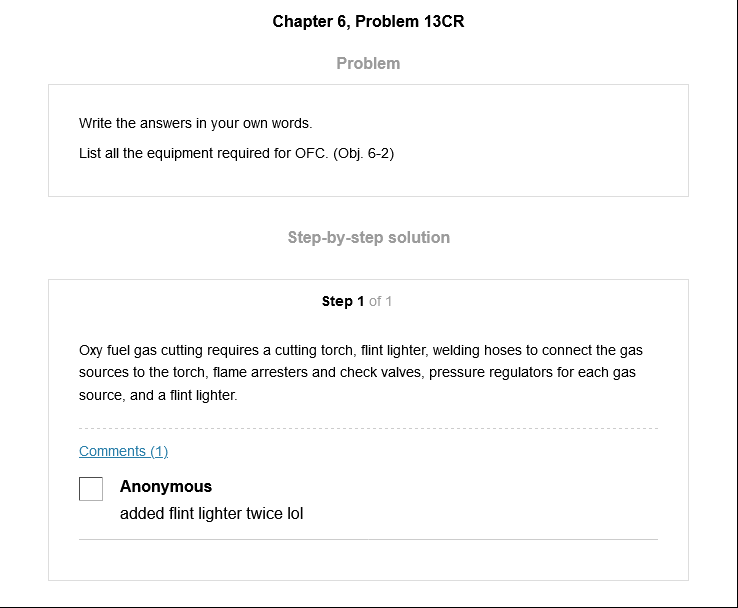 Chapter 6, Problem 13CR
Problem
Write the answers in your own words.
List all the equipment required for OFC. (Obj. 6-2)
Step-by-step solution
Step 1 of 1
Oxy fuel gas cutting requires a cutting torch, flint lighter, welding hoses to connect the gas
sources to the torch, flame arresters and check valves, pressure regulators for each gas
source, and a flint lighter.
Comments (1)
Anonymous
added flint lighter twice lol